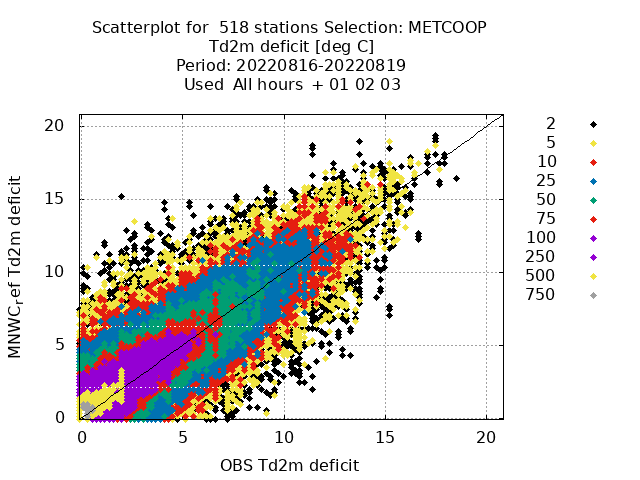 Scatterplot for  518 stations Selection: METCOOP
Td2m deficit [deg C]
Period: 20220816-20220819
Used  All hours  + 01 02 03
2
5
10
25
50
75
100
250
500
750
20
15
10
5
0
MNWC,ef Td2m deficit
0 5 10 15 20
OBS Td2m deficit